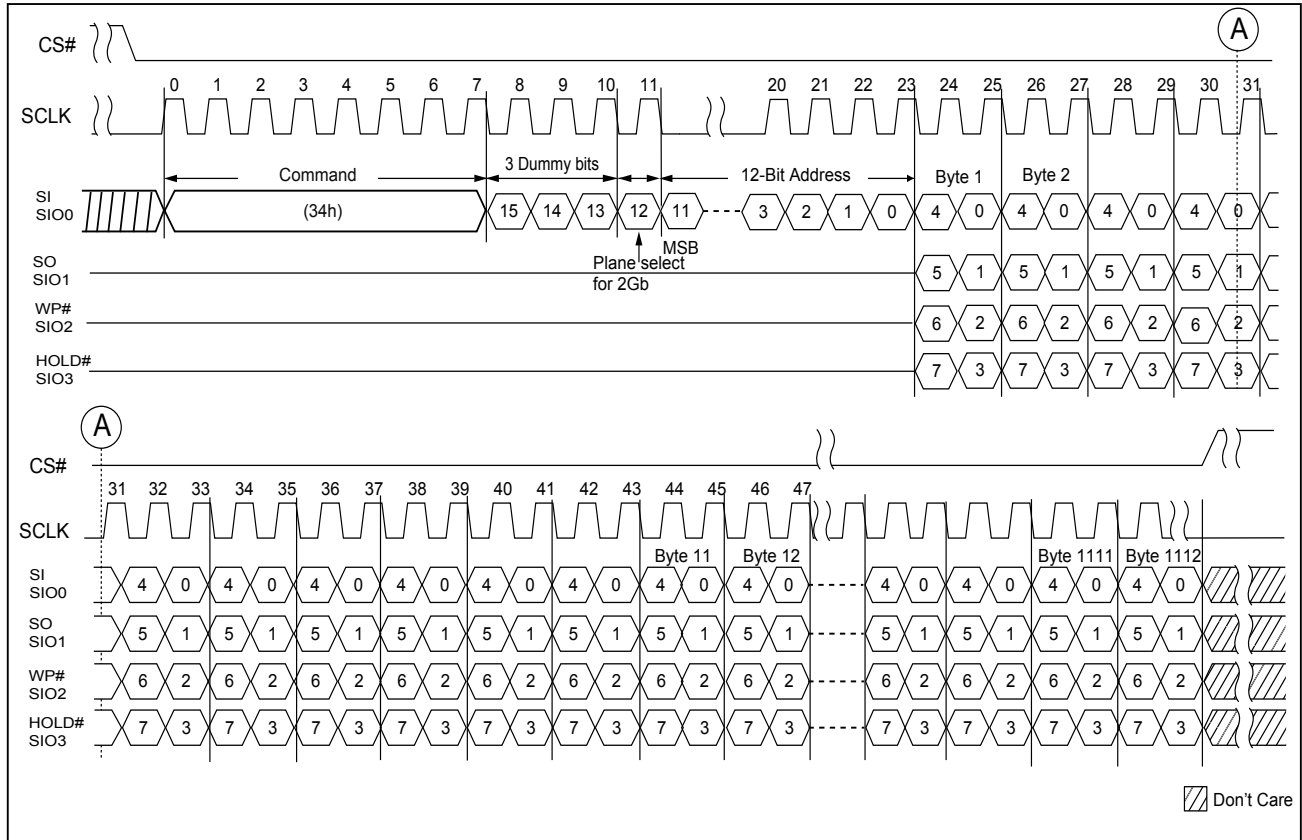 A
CS#
0 1 2 3 4 5 6 7 8 9 10 11 20 21 22 23 24 25 26 27 28 29 30 31
SCLK
Command 3 Dummy bits 12-Bit Address Byte 1 Byte 2
SI
SIO0
(34h) 15 14 13 12 11 3 2 1 0 4 0 4 0 4 0 4 0
MSB
Plane select
for 2Gb
SO
SIO1
5 1 5 1 5 1 5 1
WP#
SIO2
6 2 6 2 6 2 6 2
HOLD#
SIO3
7 3 7 3 7 3 7 3
A
CS#
31 32 33 34 35 36 37 38 39 40 41 42 43 44 45 46 47
SCLK
Byte 11 Byte 12 Byte 1111 Byte 1112
SI
SIO0
4 0 4 0 4 0 4 0 4 0 4 0 4 0 4 0 4 0 4 0 4 0 4 0
SO
SIO1
5 1 5 1 5 1 5 1 5 1 5 1 5 1 5 1 5 1 5 1 5 1 5 1
WP#
SIO2
6 2 6 2 6 2 6 2 6 2 6 2 6 2 6 2 6 2 6 2 6 2 6 2
HOLD#
SIO3
7 3 7 3 7 3 7 3 7 3 7 3 7 3 7 3 7 3 7 3 7 3 7 3
Don't Care